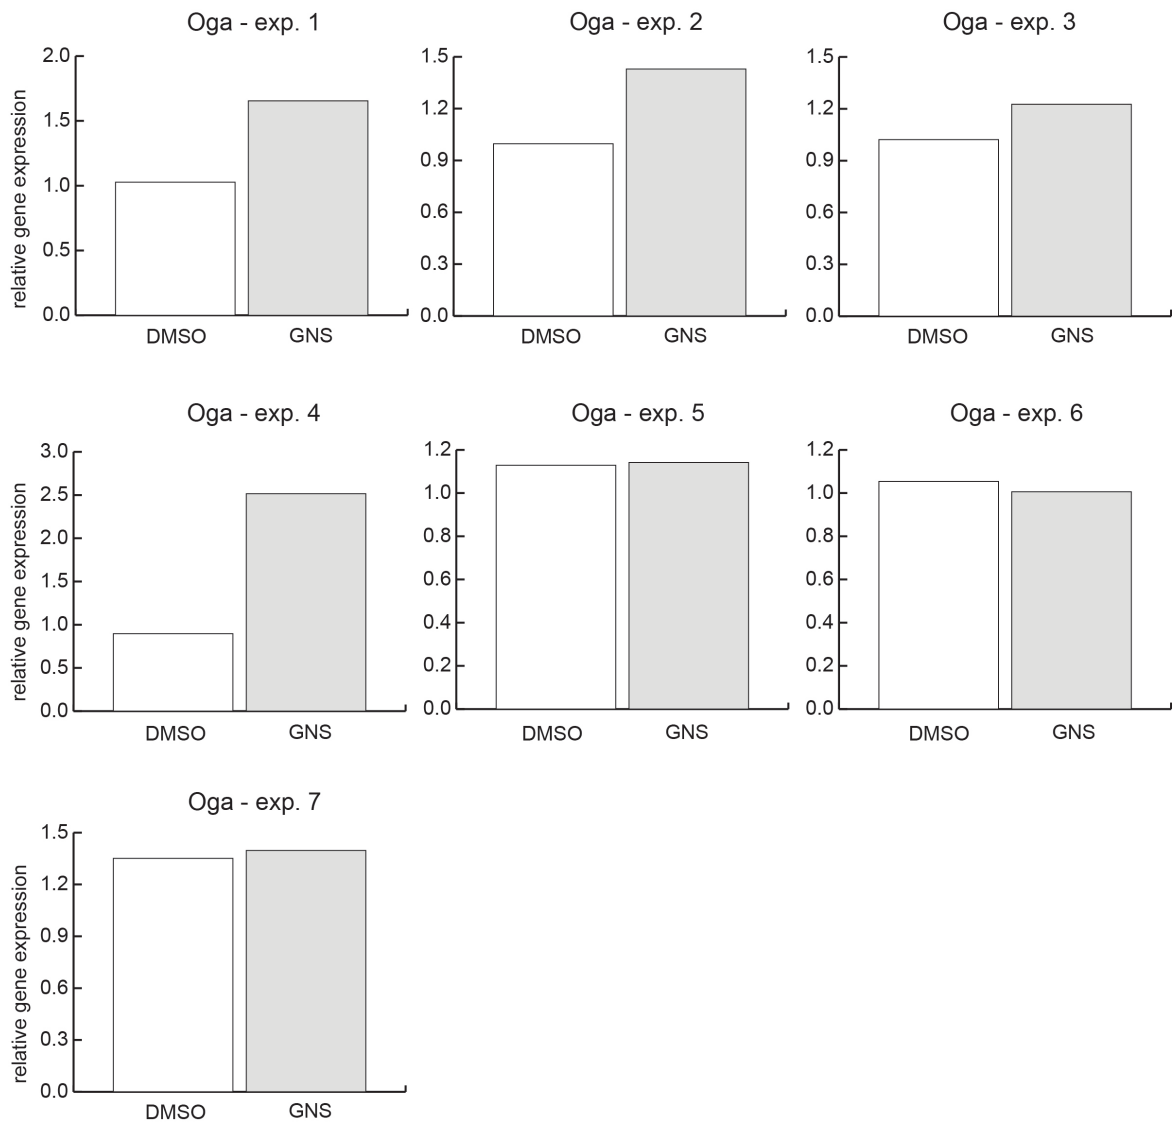 Oga - exp. 1
relative gene expression
2.0
1.5
1.0
0.5
0.0
DMSO GNS
Oga - exp. 2
1.5
1.2
0.9
0.6
0.3
0.0
DMSO GNS
Oga - exp. 3
1.5
1.2
0.9
0.6
0.3
0.0
DMSO GNS
Oga - exp. 4
relative gene expression
3.0
2.5
2.0
1.5
1.0
0.5
0.0
DMSO GNS
Oga - exp. 5
1.2
1.0
0.8
0.6
0.4
0.2
0.0
DMSO GNS
Oga - exp. 6
1.2
1.0
0.8
0.6
0.4
0.2
0.0
DMSO GNS
Oga - exp. 7
relative gene expression
1.5
1.2
0.9
0.6
0.3
0.0
DMSO GNS